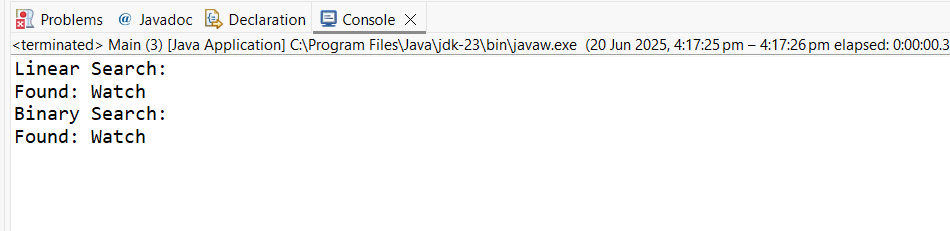 Problems @ Javadoc Declaration Console
<terminated> Main (3) [Java Application] C:\Program Files\Java\jdk-23\bin\javaw.exe (20 Jun 2025, 4:17:25 pm – 4:17:26 pm elapsed: 0:00:00.3
Linear Search:
Found: Watch
Binary Search:
Found: Watch